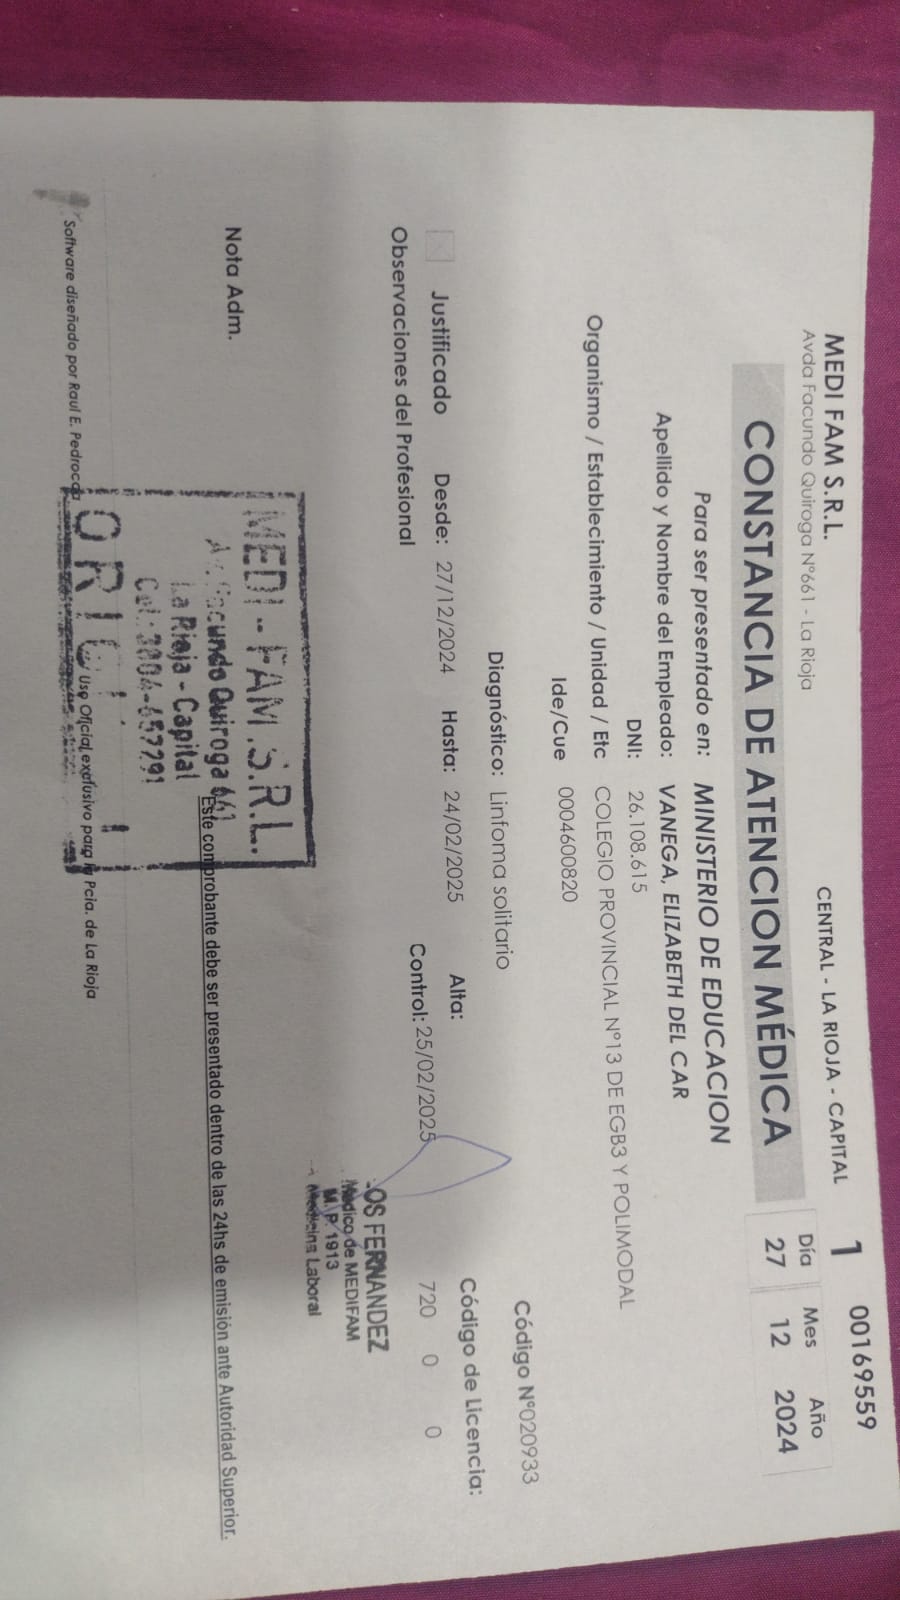 MEDI FAM S.R.L.
CENTRAL - LA RIOJA - CAPITAL
1
00169559
Avda Facundo Quiroga N°661 - La Rioja
Día Mes Año
CONSTANCIA DE ATENCION MÉDICA
27 12 2024
Para ser presentado en: MINISTERIO DE EDUCACION
Apellido y Nombre del Empleado: VANEGA, ELIZABETH DEL CAR
DNI: 26.108.615
Organismo / Establecimiento / Unidad / Etc COLEGIO PROVINCIAL N°13 DE EGB3 Y POLIMODAL
Ide/Cue 0004600820
Código N°020933
Diagnóstico: Linfoma solitario
Código de Licencia:
Justificado Desde: 27/12/2024 Hasta: 24/02/2025 Alta:
720 0 0
Control: 25/02/2025
Observaciones del Profesional
OS FERNANDEZ
Médico de MEDIFAM
M. P. 1913
Medicina Laboral
MEDI - FAM. S.R.L.
Nota Adm.
Av. Facundo Quiroga 661
Este comprobante debe ser presentado dentro de las 24hs de emisión ante Autoridad Superior.
La Rioja - Capital
Cel.: 3804-657291
Software diseñado por Raul E. Pedrocca
Uso Oficial exclusivo para la Pcia. de La Rioja